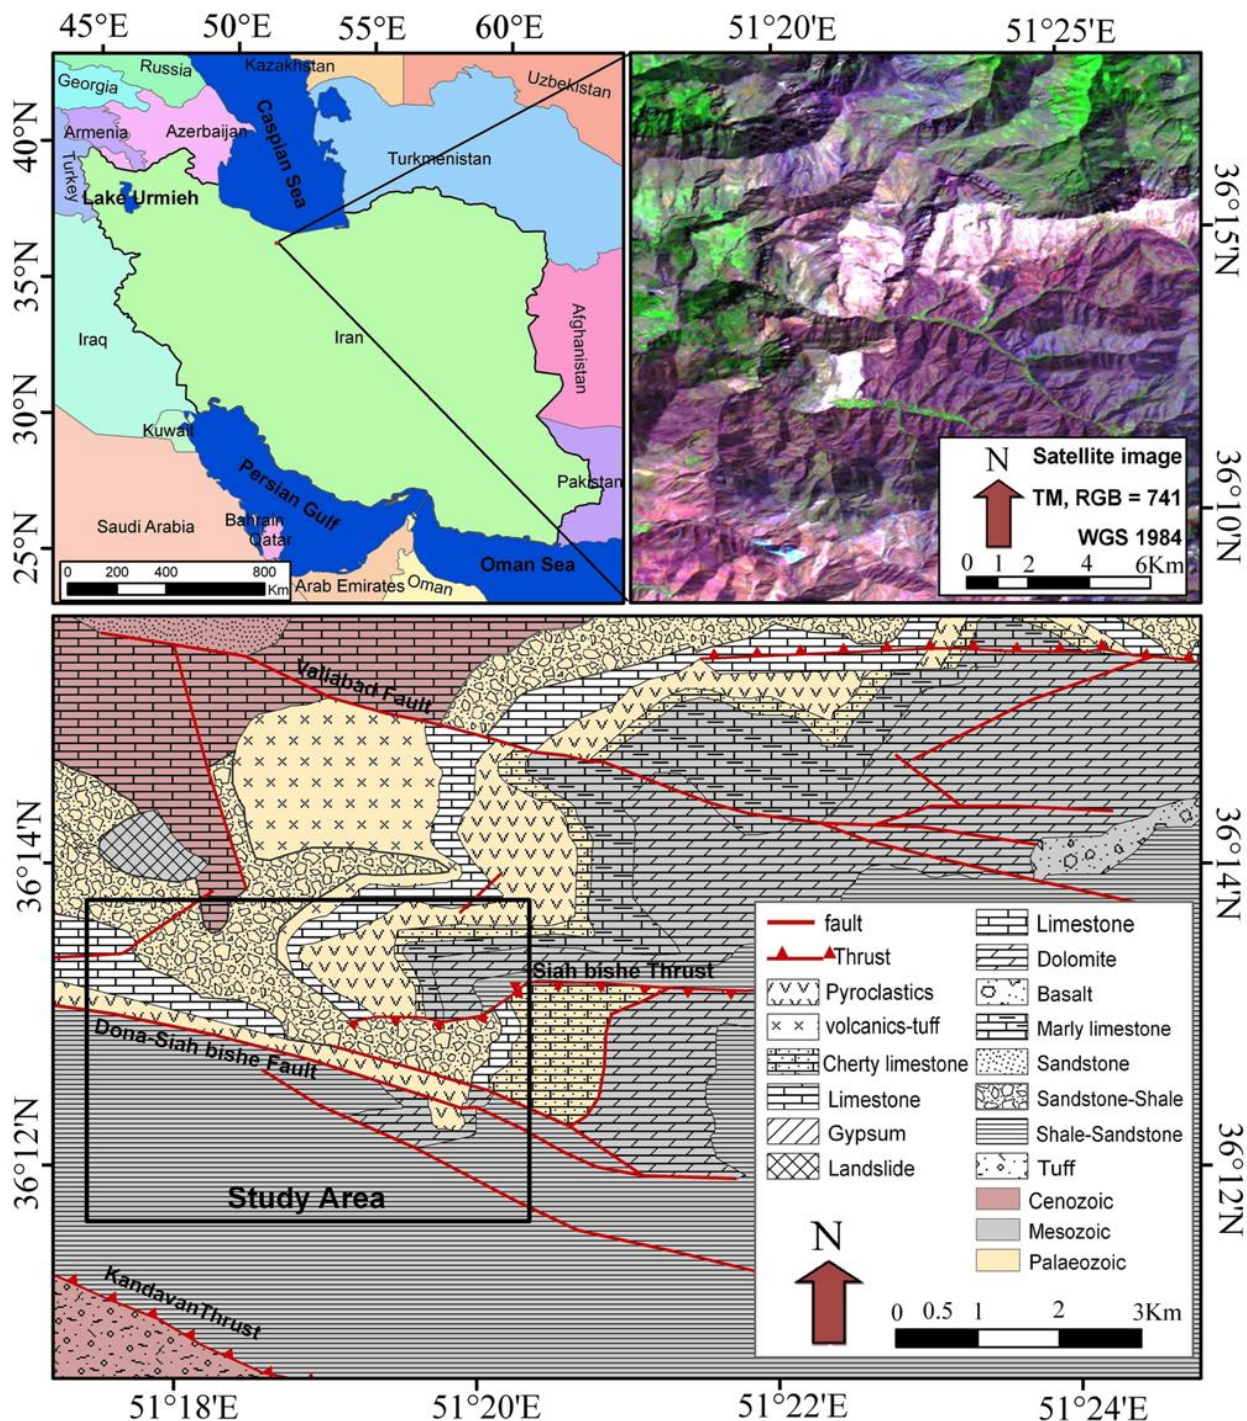 45°E 50°E 55°E 60°E
51°20'E 51°25'E
40°N
35°N
30°N
25°N
Russia
Kazakhstan
Uzbekistan
Georgia
Armenia
Azerbaijan
Turkey
Caspian Sea
Turkmenistan
Lake Urmieh
Iraq
Iran
Afghanistan
Kuwait
Pakistan
Persian Gulf
Saudi Arabia
Bahrain
Qatar
Arab Emirates
Oman
Oman Sea
0 200 400 800
Km
36°15'N
36°10'N
N
Satellite image
TM, RGB = 741
WGS 1984
0 1 2 4 6Km
Valiabad Fault
36°14'N
36°14'N
Siah bishe Thrust
Dona-Siah bishe Fault
36°12'N
36°12'N
Study Area
KandavanThrust
fault
Thrust
Pyroclastics
volcanics-tuff
Cherty limestone
Limestone
Gypsum
Landslide
Limestone
Dolomite
Basalt
Marly limestone
Sandstone
Sandstone-Shale
Shale-Sandstone
Tuff
Cenozoic
Mesozoic
Palaeozoic
N
0 0.5 1 2 3Km
51°18'E 51°20'E 51°22'E 51°24'E